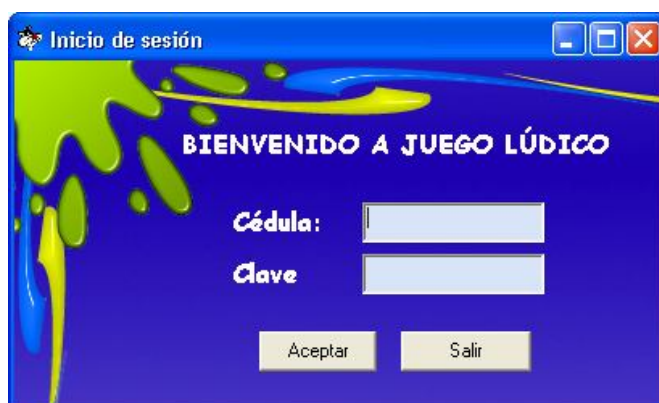 Inicio de sesión
BIENVENIDO A JUEGO LÚDICO
Cédula:
Clave
Aceptar Salir